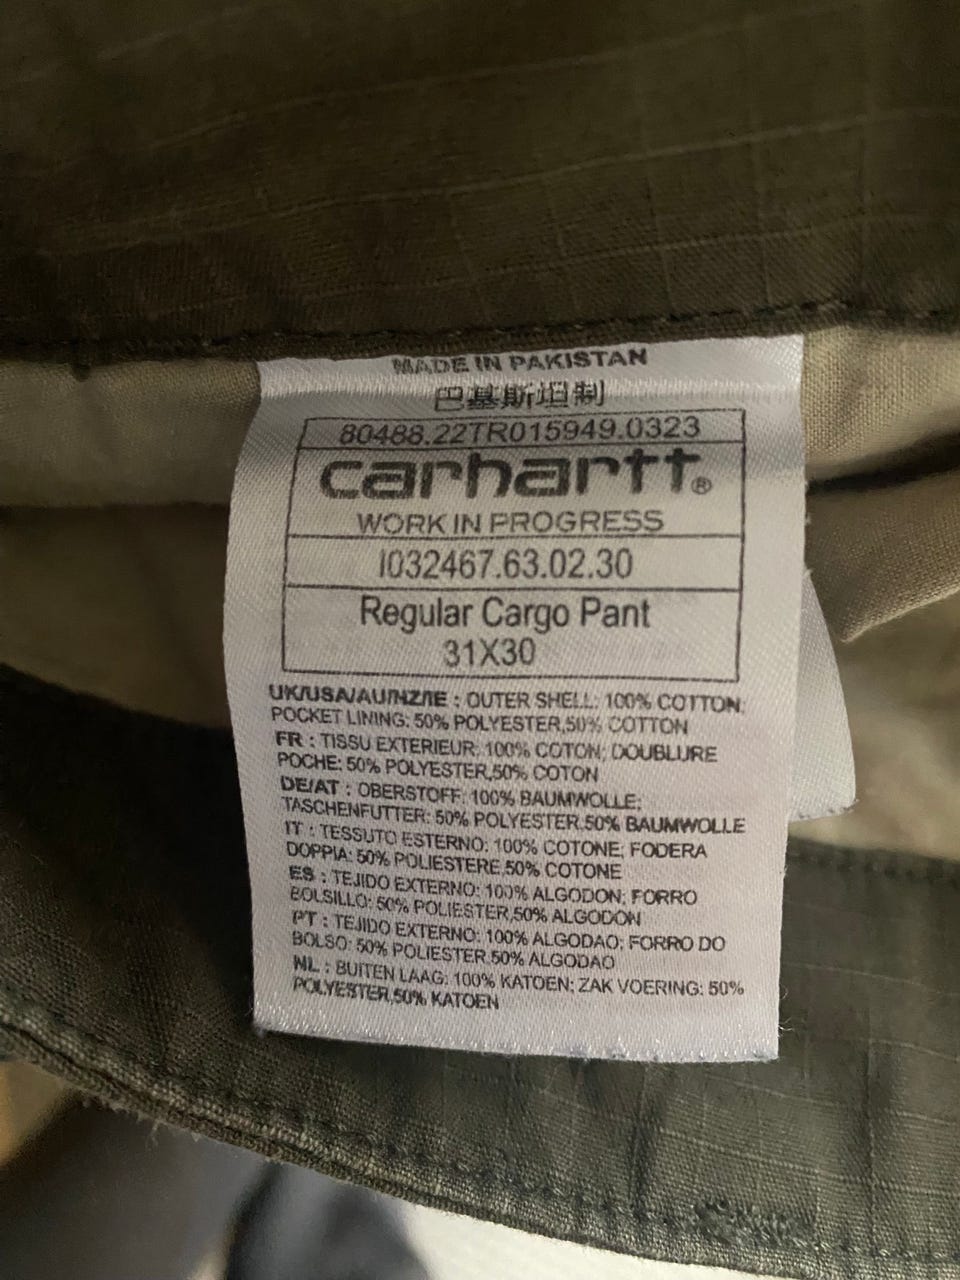 MADE IN PAKISTAN
巴基斯坦制
80488.22TR015949.0323
carhartt®
WORK IN PROGRESS
I032467.63.02.30
Regular Cargo Pant
31X30
UK/USA/AU/NZ/IE : OUTER SHELL: 100% COTTON;
POCKET LINING: 50% POLYESTER,50% COTTON
FR : TISSU EXTERIEUR: 100% COTON; DOUBLURE
POCHE: 50% POLYESTER,50% COTON
DE/AT : OBERSTOFF: 100% BAUMWOLLE;
TASCHENFUTTER: 50% POLYESTER,50% BAUMWOLLE
IT : TESSUTO ESTERNO: 100% COTONE; FODERA
DOPPIA: 50% POLIESTERE,50% COTONE
ES : TEJIDO EXTERNO: 100% ALGODON; FORRO
BOLSILLO: 50% POLIESTER,50% ALGODON
PT : TEJIDO EXTERNO: 100% ALGODAO; FORRO DO
BOLSO: 50% POLIESTER,50% ALGODAO
NL : BUITEN LAAG: 100% KATOEN; ZAK VOERING: 50%
POLYESTER,50% KATOEN